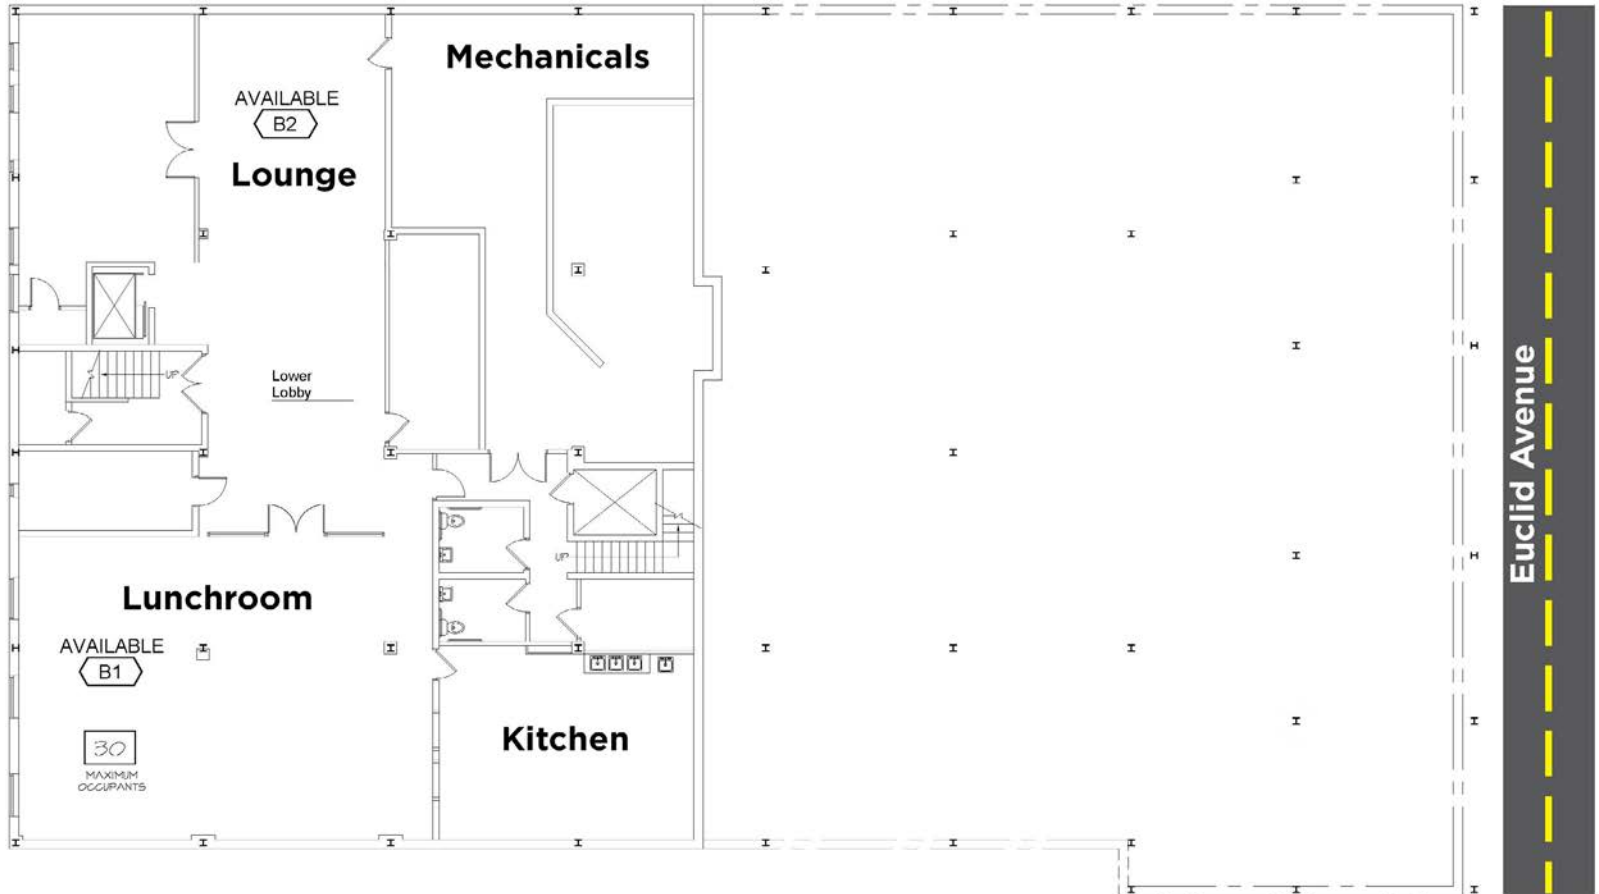 Mechanicals
AVAILABLE
B2
Lounge
Lower
Lobby
UP
UP
Lunchroom
AVAILABLE
B1
30
MAXIMUM
OCCUPANTS
Kitchen
Euclid Avenue